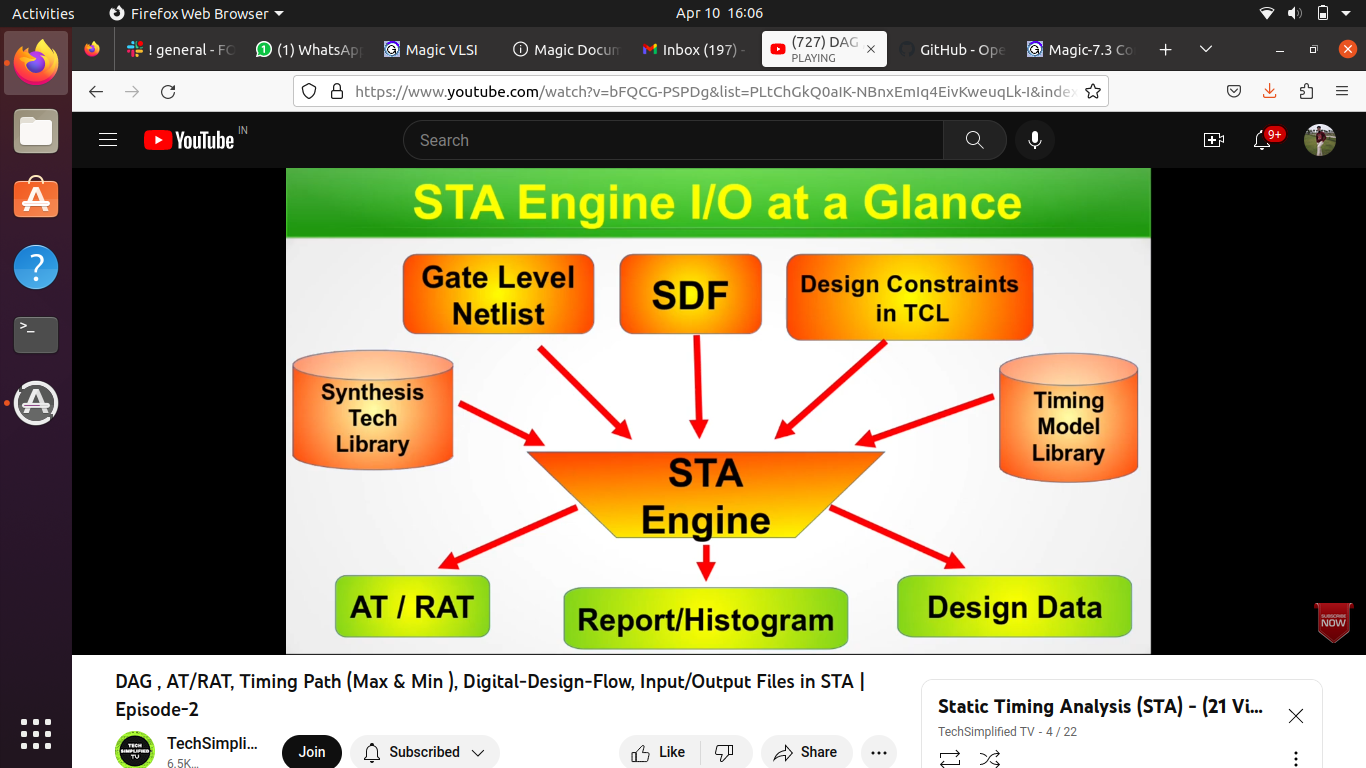 Activities
Firefox Web Browser
Apr 10 16:06
! general - FC
(1) WhatsAp
Magic VLSI
Magic Docum
Inbox (197) -
(727) DAG
PLAYING
GitHub - Ope
Magic-7.3 Co
https://www.youtube.com/watch?v=bFQCG-PSPDg&list=PLtChGkQ0aIK-NBnxEmIq4EivKweuqLk-I&index
YouTube IN
Search
9+
STA Engine I/O at a Glance
Gate Level
Netlist
SDF
Design Constraints
in TCL
Synthesis
Tech
Library
Timing
Model
Library
STA
Engine
AT / RAT
Report/Histogram
Design Data
SUBSCRIBE
NOW
DAG , AT/RAT, Timing Path (Max & Min ), Digital-Design-Flow, Input/Output Files in STA |
Episode-2
TECH
SIMPLIFIED
TV
TechSimpli...
6.5K...
Join
Subscribed
Like
Share
Static Timing Analysis (STA) - (21 Vi...
TechSimplified TV - 4 / 22